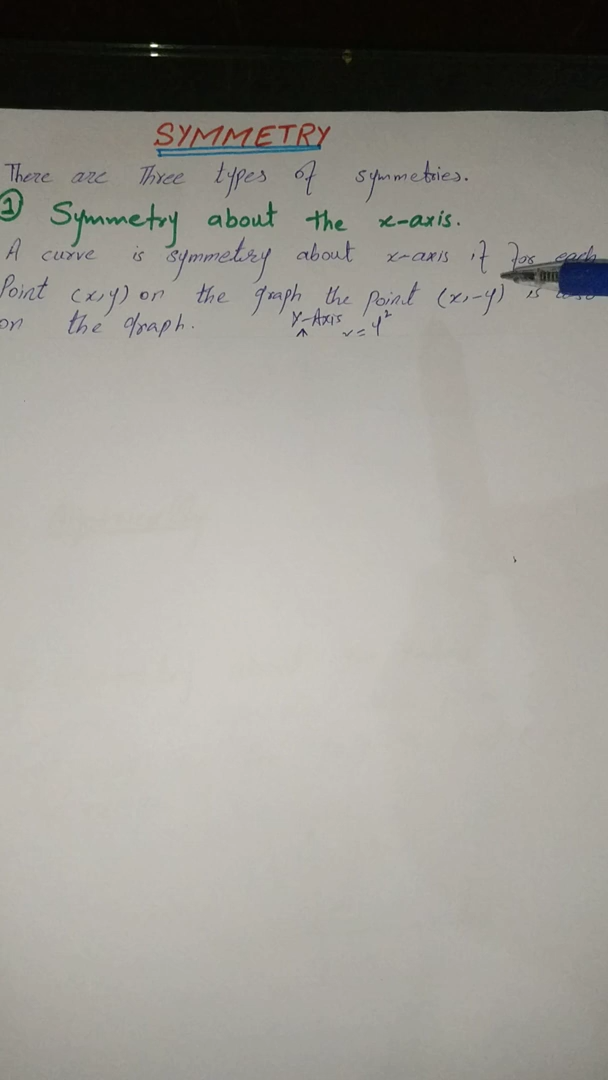 SYMMETRY
There are Three types of symmetries.
① Symmetry about the x-axis.
A curve is symmetry about x-axis if for each
Point (x,y) on the graph the Point (x,-y) is also
on the graph.
Y-Axis
x = y²